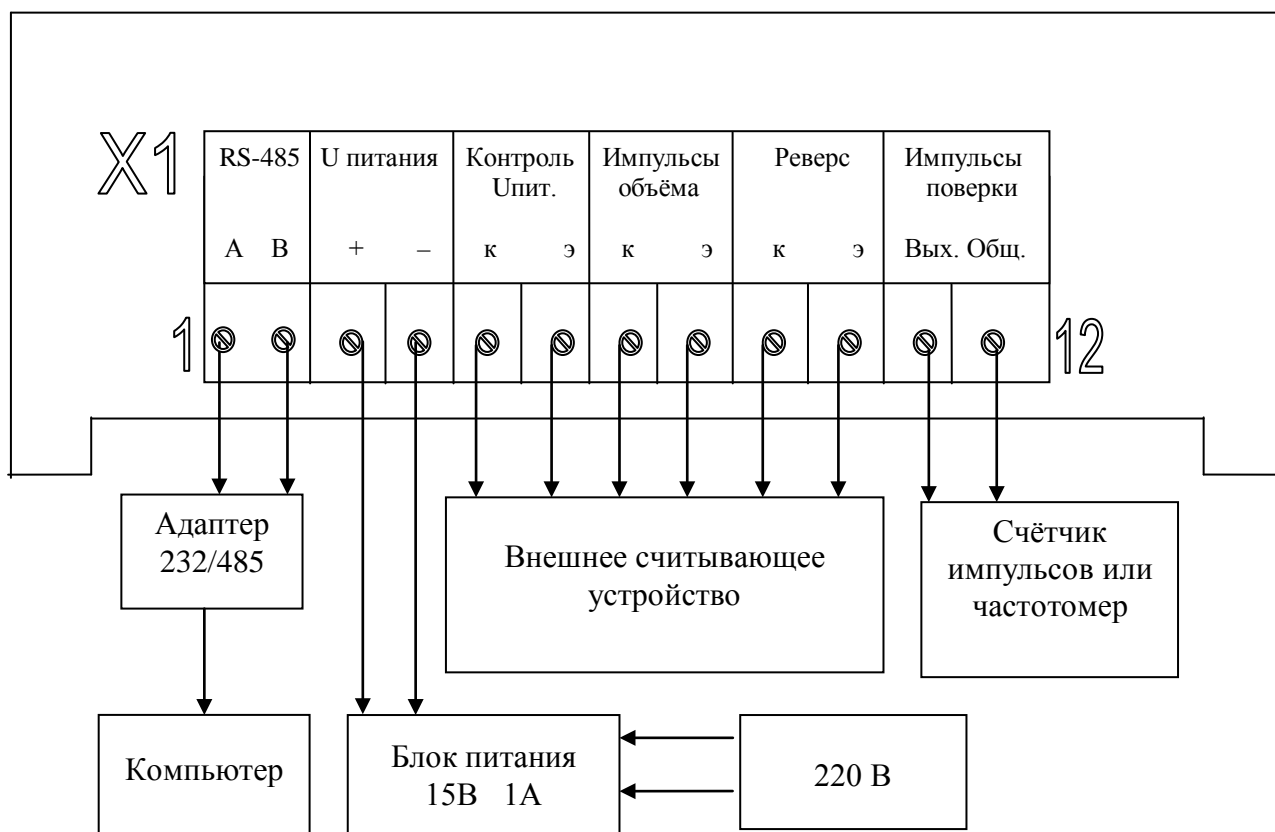 X1
RS-485
A B
U питания
+ –
Контроль
Uпит.
к э
Импульсы
объёма
к э
Реверс
к э
Импульсы
поверки
Вых. Общ.
1
12
Адаптер
232/485
Внешнее считывающее
устройство
Счётчик
импульсов или
частотомер
Компьютер
Блок питания
15В 1А
220 В